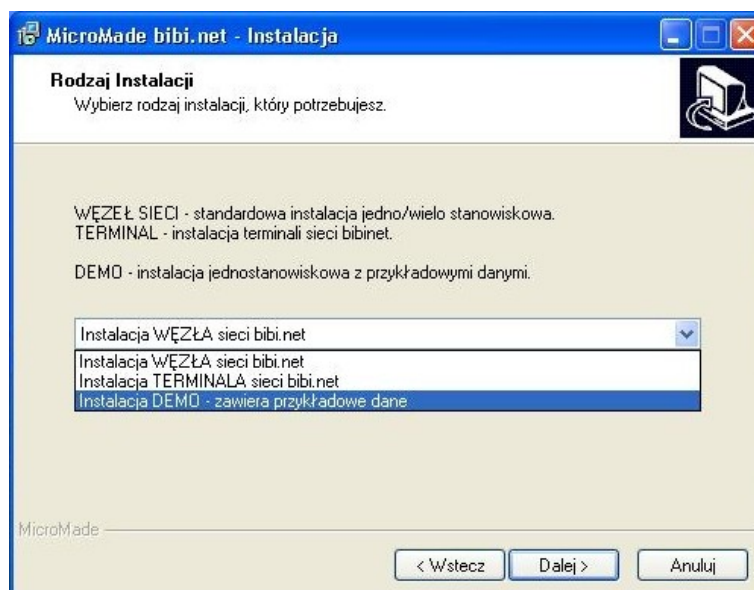 MicroMade bibi.net - Instalacja
Rodzaj Instalacji
Wybierz rodzaj instalacji, który potrzebujesz.
WĘZEŁ SIECI - standardowa instalacja jedno/wielo stanowiskowa.
TERMINAL - instalacja terminali sieci bibinet.
DEMO - instalacja jednostanowiskowa z przykładowymi danymi.
Instalacja WĘZŁA sieci bibi.net
Instalacja WĘZŁA sieci bibi.net
Instalacja TERMINALA sieci bibi.net
Instalacja DEMO - zawiera przykładowe dane
MicroMade
< Wstecz Dalej > Anuluj